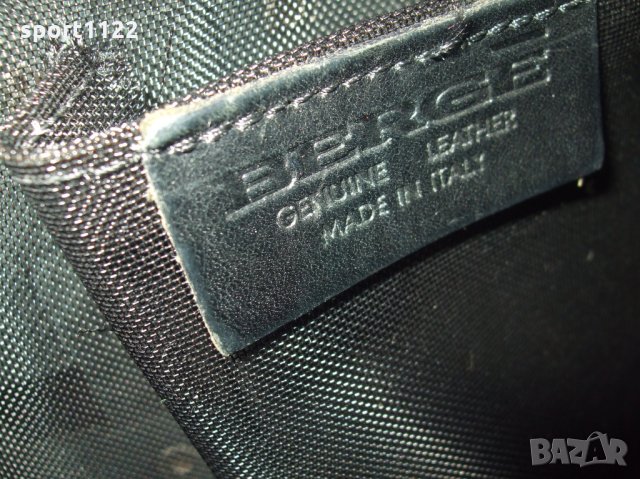 sport1122
BERGE
GENUINE LEATHER
MADE IN ITALY
BAZAR